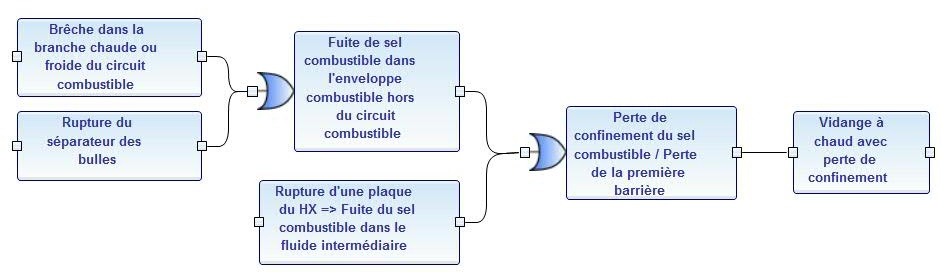 Brêche dans la
branche chaude ou
froide du circuit
combustible
Rupture du
séparateur des
bulles
Fuite de sel
combustible dans
l'enveloppe
combustible hors
du circuit
combustible
Rupture d'une plaque
du HX => Fuite du sel
combustible dans le
fluide intermédiaire
Perte de
confinement du sel
combustible / Perte
de la première
barrière
Vidange à
chaud avec
perte de
confinement